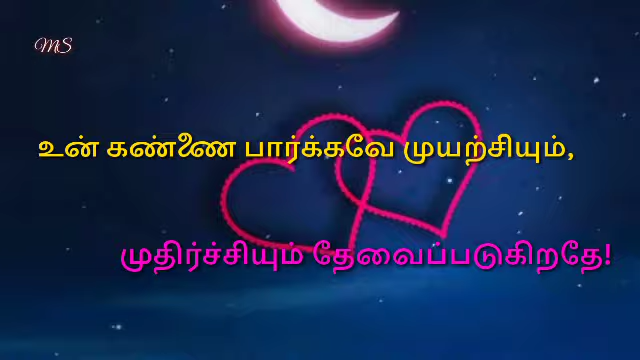 MS
உன் கண்ணை பார்க்கவே முயற்சியும்,
முதிர்ச்சியும் தேவைப்படுகிறதே!